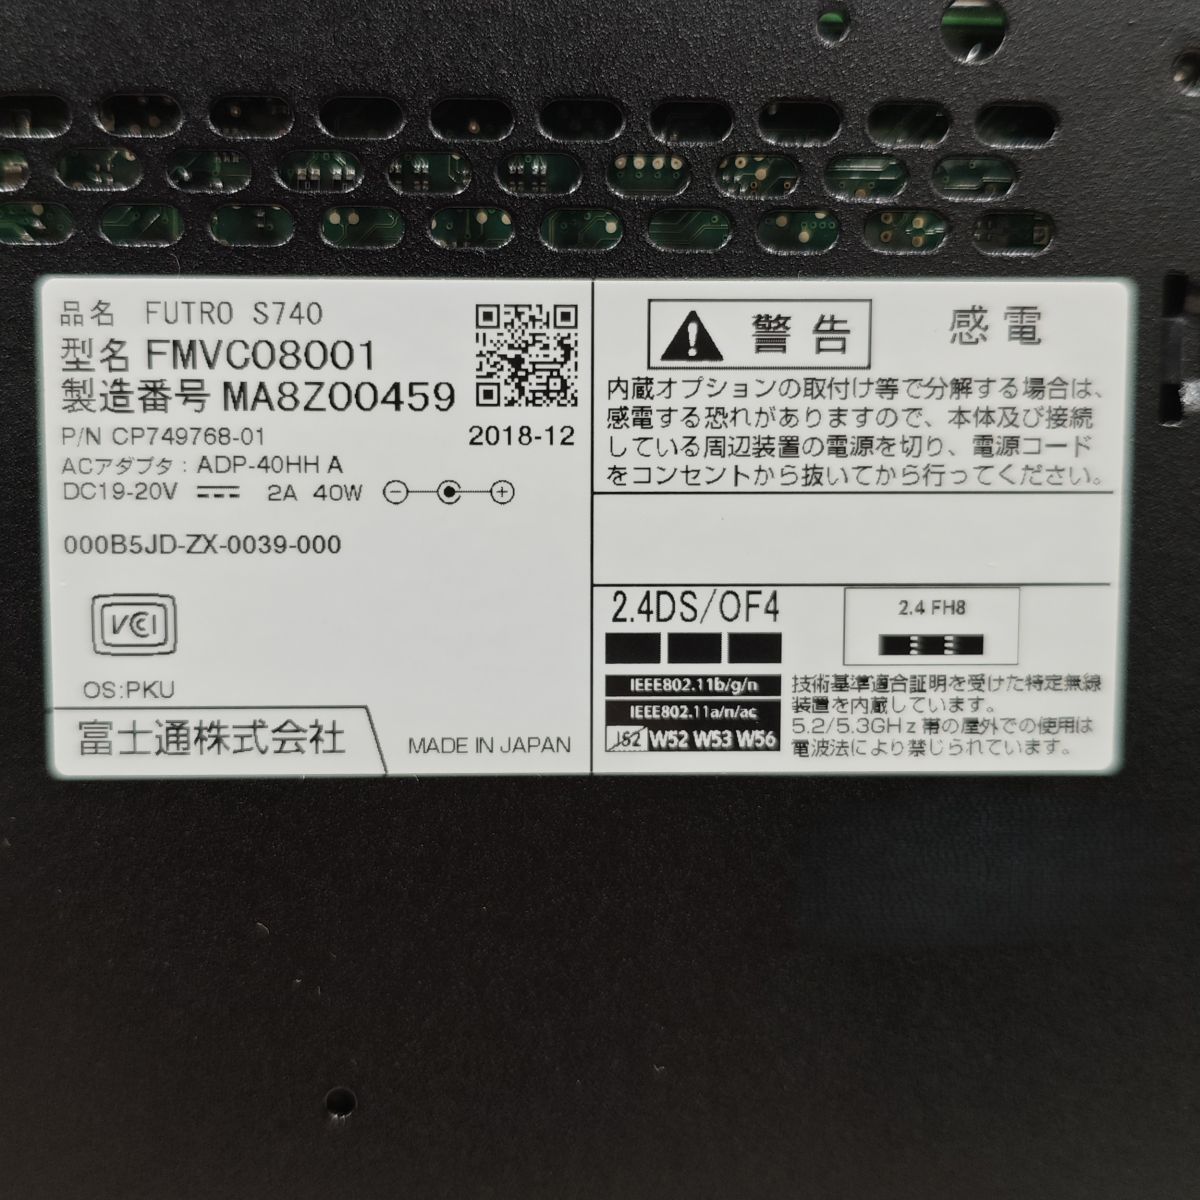 品名 FUTRO S740
型名 FMVC08001
製造番号 MA8Z00459
P/N CP749768-01
2018-12
ACアダプタ : ADP-40HH A
DC19-20V 2A 40W
000B5JD-ZX-0039-000
VCCI
OS:PKU
富士通株式会社
MADE IN JAPAN
警告 感電
内蔵オプションの取付け等で分解する場合は、
感電する恐れがありますので、本体及び接続
している周辺装置の電源を切り、電源コード
をコンセントから抜いてから行ってください。
2.4DS/OF4
IEEE802.11b/g/n
IEEE802.11a/n/ac
J52 W52 W53 W56
2.4 FH8
技術基準適合証明を受けた特定無線
装置を内蔵しています。
5.2/5.3GHz帯の屋外での使用は
電波法により禁じられています。